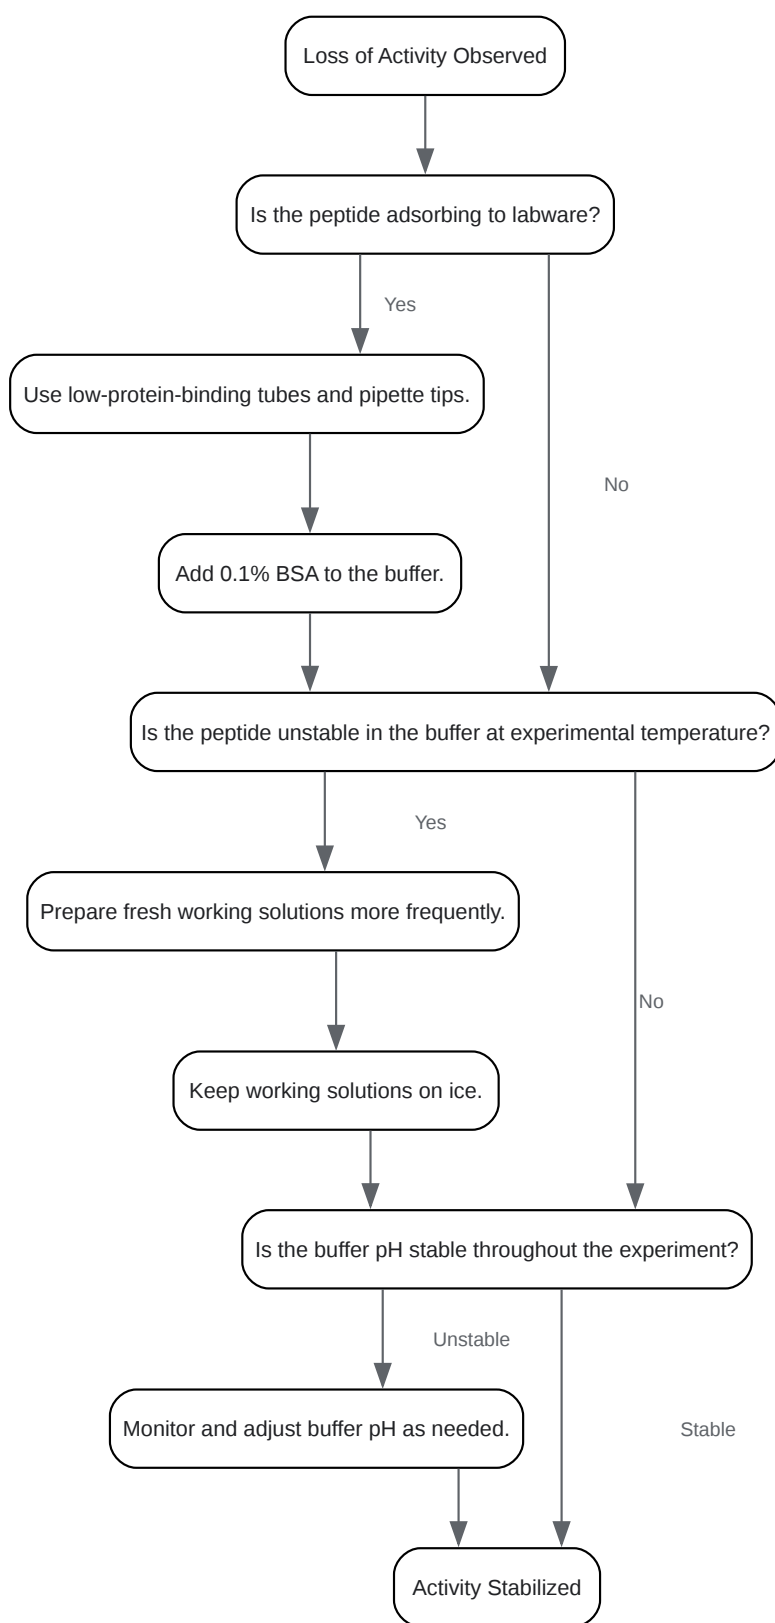 Loss of Activity Observed
Is the peptide adsorbing to labware?
Yes
Use low-protein-binding tubes and pipette tips.
No
Add 0.1% BSA to the buffer.
Is the peptide unstable in the buffer at experimental temperature?
Yes
Prepare fresh working solutions more frequently.
No
Keep working solutions on ice.
Is the buffer pH stable throughout the experiment?
Unstable
Monitor and adjust buffer pH as needed.
Stable
Activity Stabilized